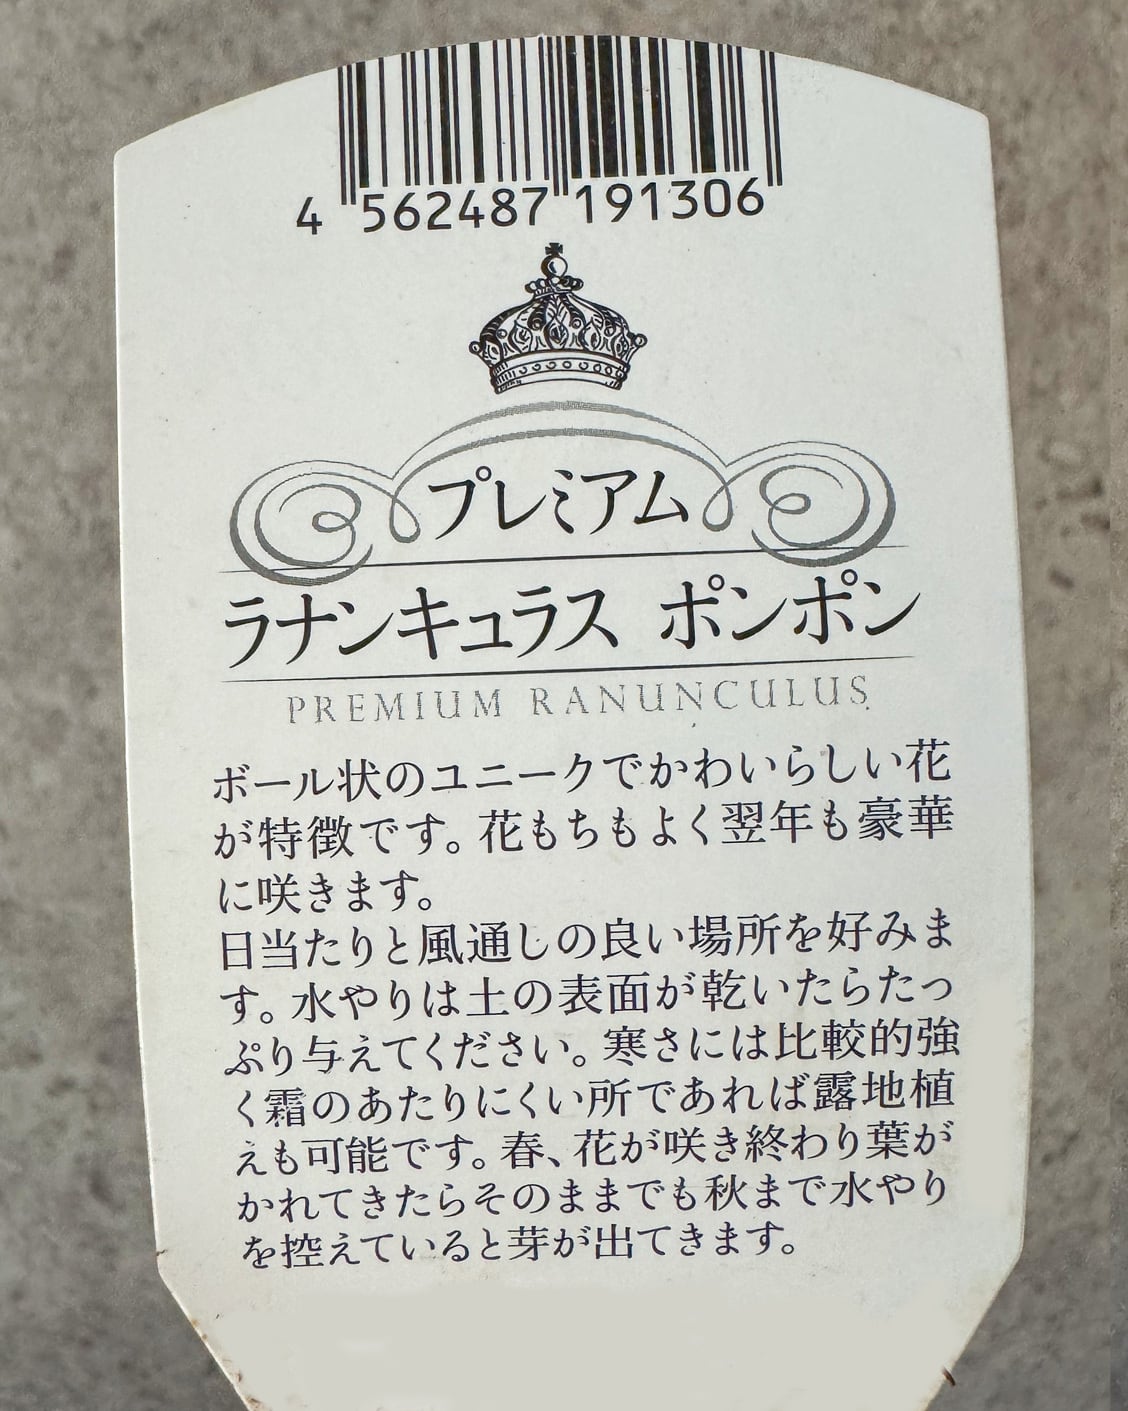 4 562487 191306
プレミアム
ラナンキュラス ポンポン
PREMIUM RANUNCULUS
ボール状のユニークでかわいらしい花
が特徴です。花もちもよく翌年も豪華
に咲きます。
日当たりと風通しの良い場所を好みま
す。水やりは土の表面が乾いたらたっ
ぷり与えてください。寒さには比較的強
く霜のあたりにくい所であれば露地植
えも可能です。春、花が咲き終わり葉が
かれてきたらそのままでも秋まで水やり
を控えていると芽が出てきます。